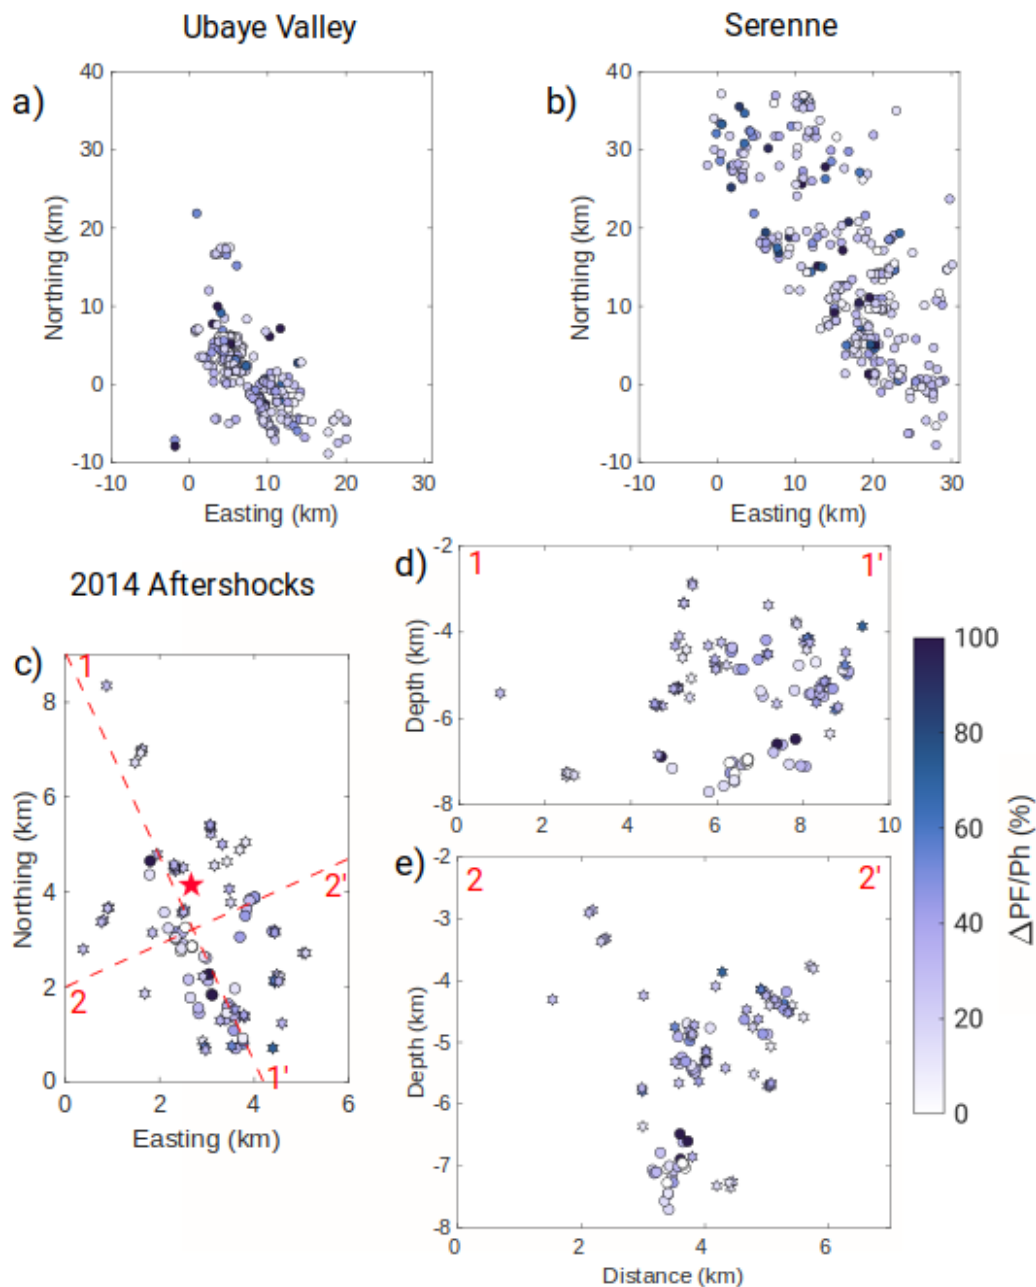 Ubaye Valley
Serenne
a)
40
30
20
10
0
-10
Northing (km)
-10 0 10 20 30
Easting (km)
b)
40
30
20
10
0
-10
Northing (km)
-10 0 10 20 30
Easting (km)
2014 Aftershocks
c)
8
6
4
2
0
Northing (km)
0 2 4 6
Easting (km)
1
1'
2
2'
d)
1
1'
-2
-4
-6
-8
Depth (km)
0 2 4 6 8 10
e)
2
2'
-2
-3
-4
-5
-6
-7
-8
Depth (km)
0 2 4 6
Distance (km)
100
80
60
40
20
0
ΔPF/Ph (%)